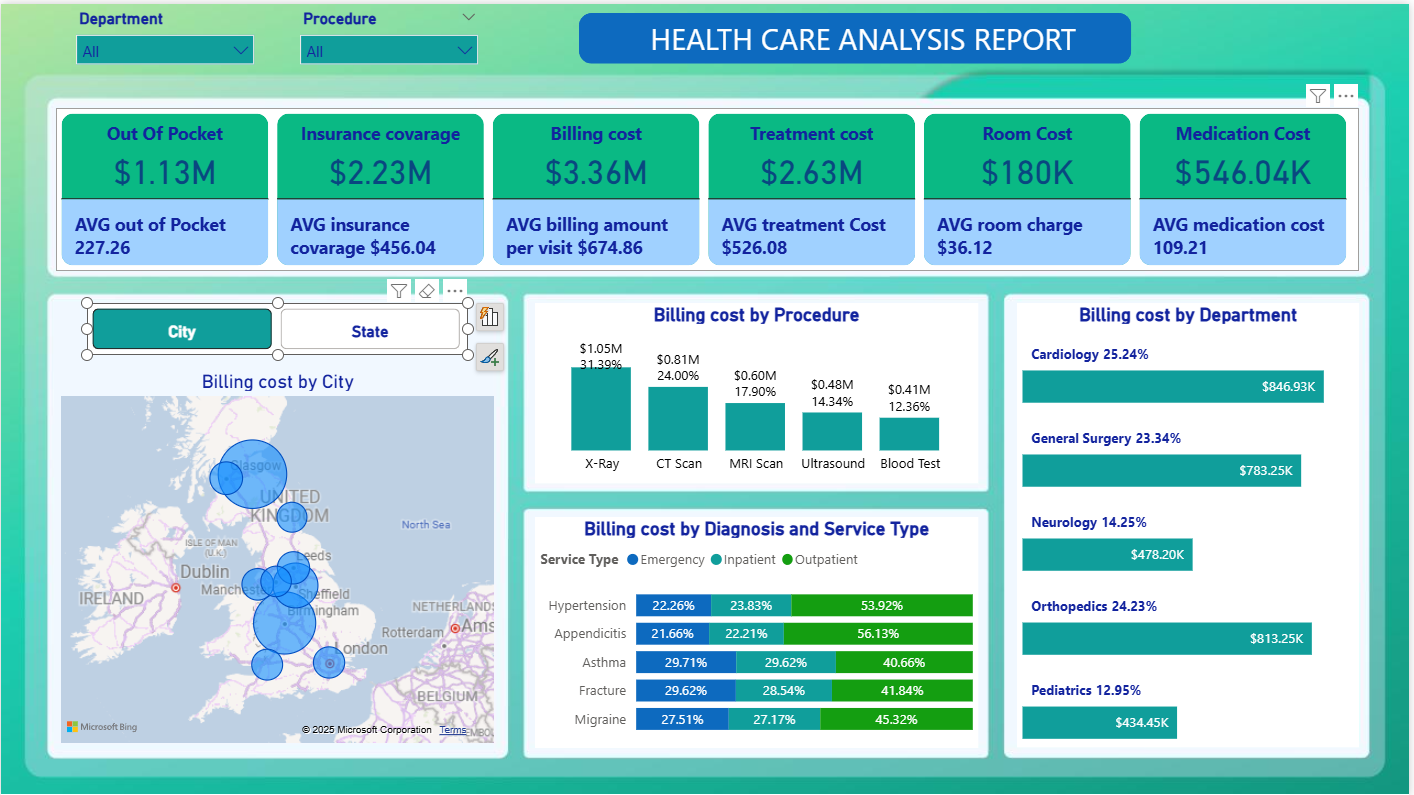 Department
Procedure
All
All
HEALTH CARE ANALYSIS REPORT
Out Of Pocket
$1.13M
AVG out of Pocket
227.26
Insurance covarage
$2.23M
AVG insurance
covarage $456.04
Billing cost
$3.36M
AVG billing amount
per visit $674.86
Treatment cost
$2.63M
AVG treatment Cost
$526.08
Room Cost
$180K
AVG room charge
$36.12
Medication Cost
$546.04K
AVG medication cost
109.21
City
State
Billing cost by City
Glasgow
UNITED
KINGDOM
North Sea
ISLE OF MAN
(U.K.)
Leeds
Dublin
Manchest
Sheffield
IRELAND
Birmingham
NETHERLANDS
Rotterdam
Ams
London
BELGIUM
Microsoft Bing
© 2025 Microsoft Corporation
Terms
Billing cost by Procedure
$1.05M
31.39%
$0.81M
24.00%
$0.60M
17.90%
$0.48M
14.34%
$0.41M
12.36%
X-Ray
CT Scan
MRI Scan
Ultrasound
Blood Test
Billing cost by Diagnosis and Service Type
Service Type Emergency Inpatient Outpatient
Hypertension 22.26% 23.83% 53.92%
Appendicitis 21.66% 22.21% 56.13%
Asthma 29.71% 29.62% 40.66%
Fracture 29.62% 28.54% 41.84%
Migraine 27.51% 27.17% 45.32%
Billing cost by Department
Cardiology 25.24%
$846.93K
General Surgery 23.34%
$783.25K
Neurology 14.25%
$478.20K
Orthopedics 24.23%
$813.25K
Pediatrics 12.95%
$434.45K